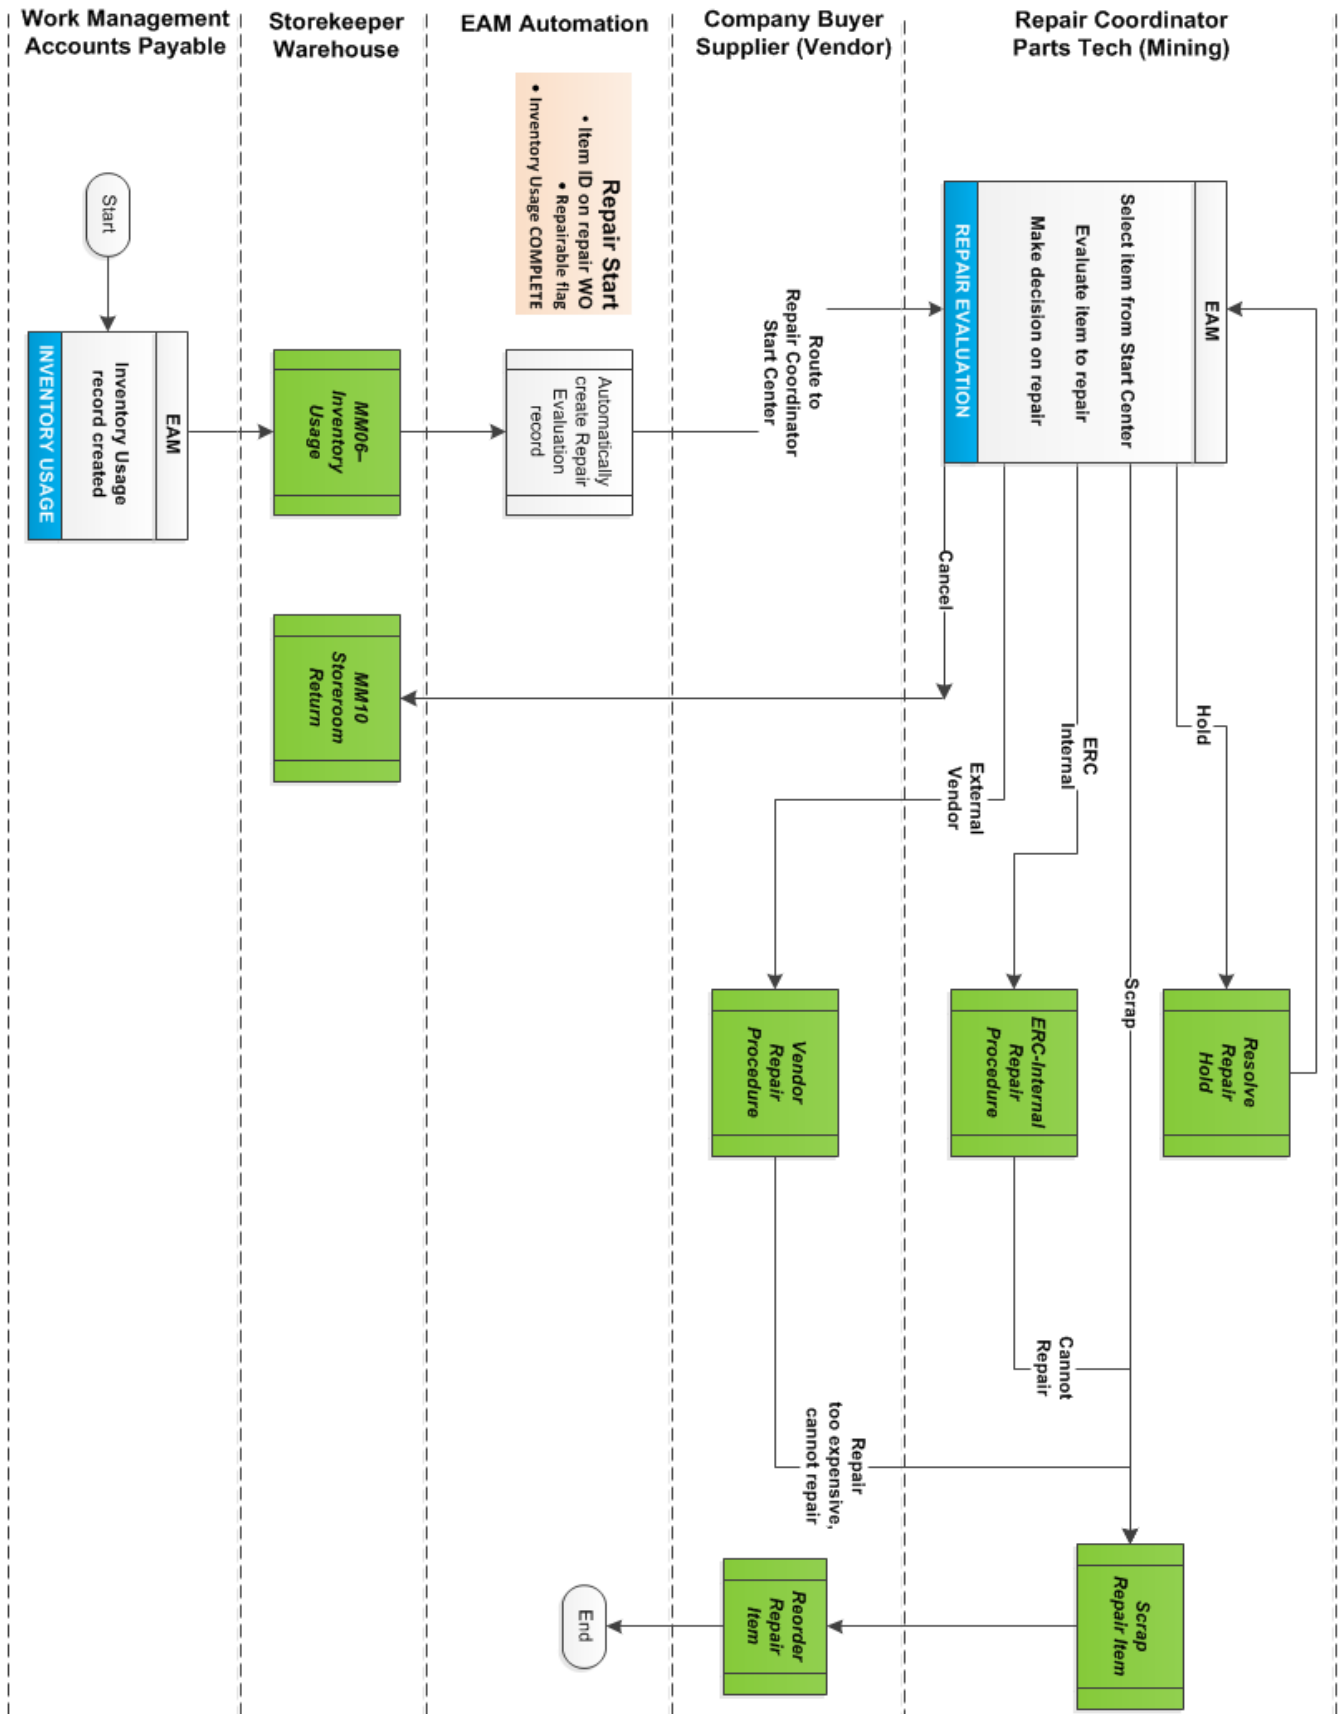 Work Management
Accounts Payable
Storekeeper
Warehouse
EAM Automation
Company Buyer
Supplier (Vendor)
Repair Coordinator
Parts Tech (Mining)
Start
EAM
Inventory Usage
record created
INVENTORY USAGE
MM06–
Inventory
Usage
Repair Start
• Item ID on repair WO
• Repairable flag
• Inventory Usage COMPLETE
Automatically
create Repair
Evaluation
record
Route to
Repair Coordinator
Start Center
EAM
Select item from Start Center
Evaluate item to repair
Make decision on repair
REPAIR EVALUATION
Cancel
MM10
Storeroom
Return
External
Vendor
ERC
Internal
Scrap
Hold
Vendor
Repair
Procedure
ERC-Internal
Repair
Procedure
Resolve
Repair
Hold
Cannot
Repair
Repair
too expensive,
cannot repair
Scrap
Repair Item
Reorder
Repair
Item
End